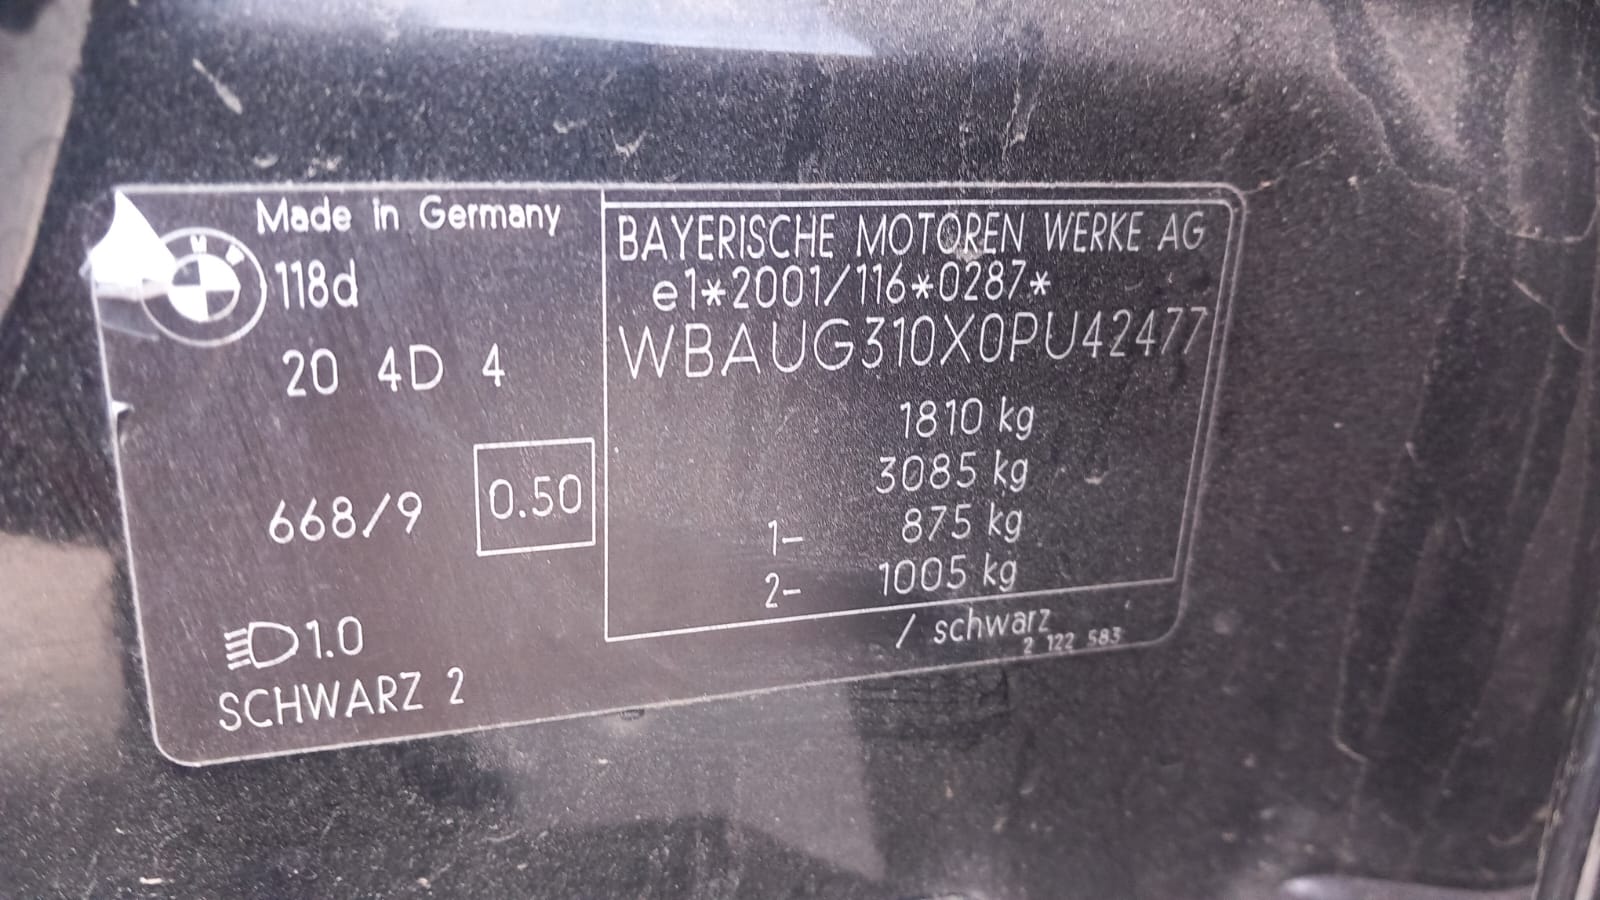 Made in Germany
118d
20 4D 4
668/9
0.50
1.0
SCHWARZ 2
BAYERISCHE MOTOREN WERKE AG
e1*2001/116*0287*
WBAUG310X0PU42477
1810 kg
3085 kg
1- 875 kg
2- 1005 kg
/ schwarz
2 122 583